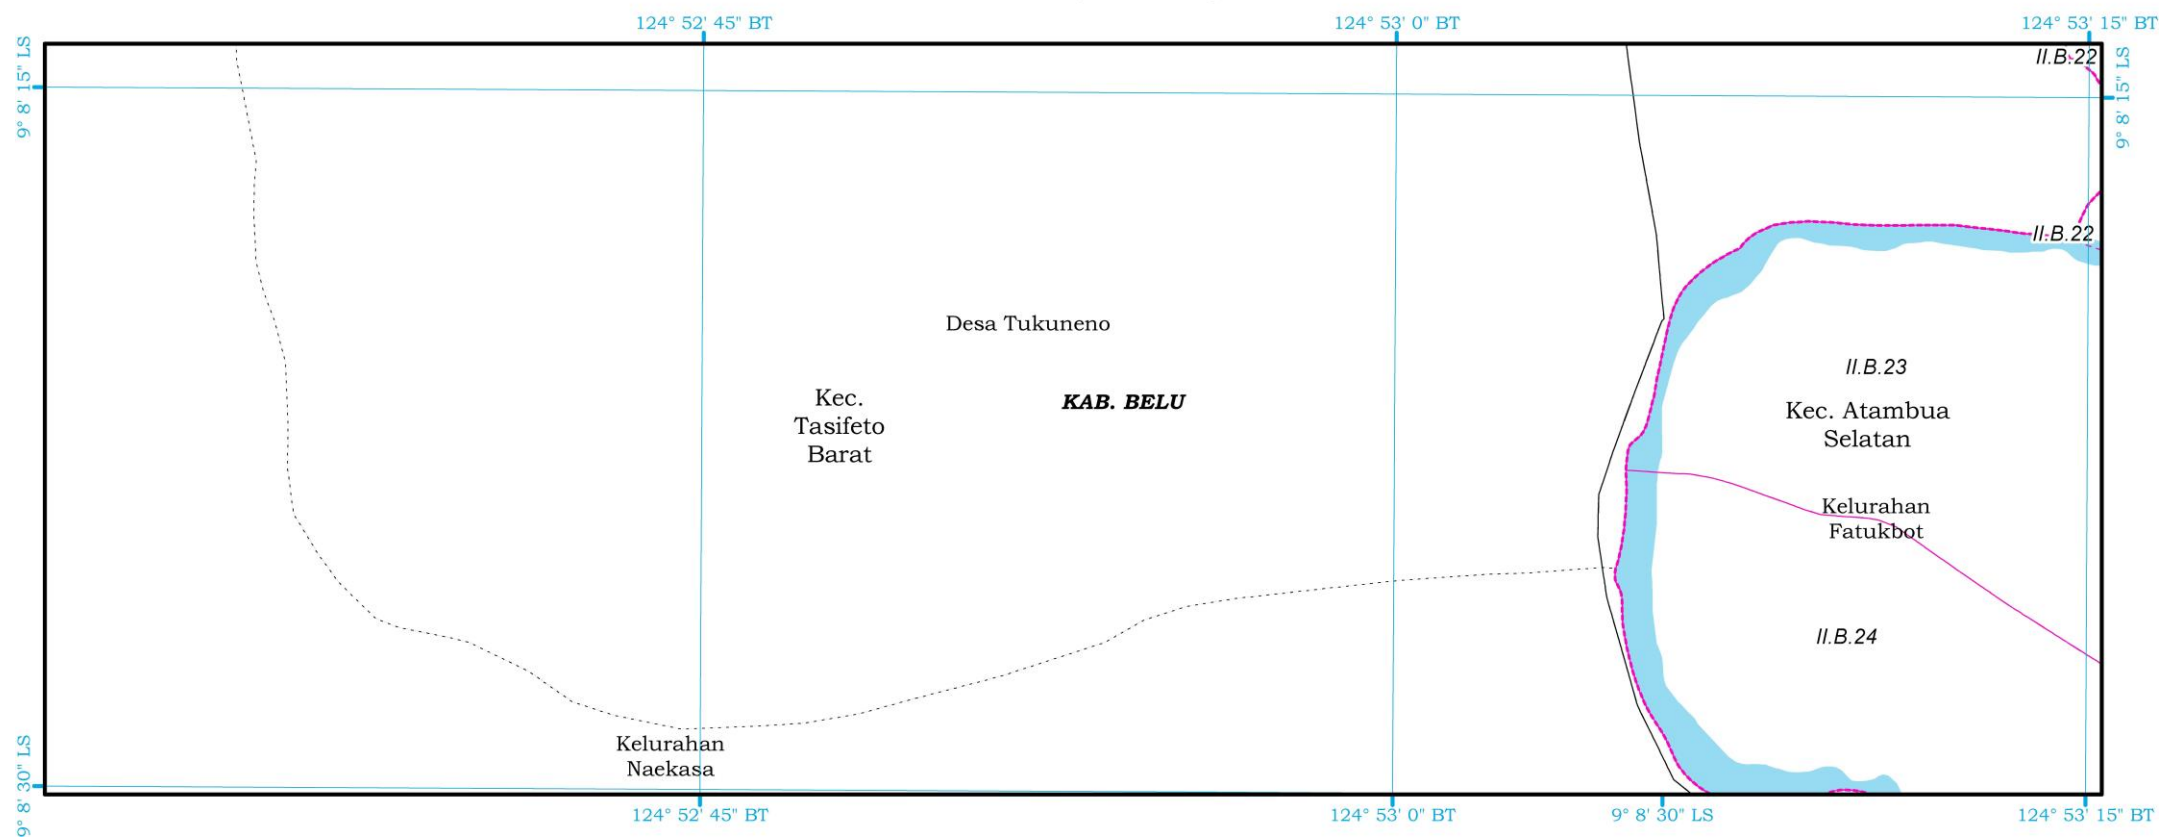 124° 52' 45" BT
124° 53' 0" BT
124° 53' 15" BT
9° 8' 15" LS
9° 8' 15" LS
II.B.22
II.B.22
Desa Tukuneno
Kec.
Tasifeto
Barat
KAB. BELU
II.B.23
Kec. Atambua
Selatan
Kelurahan
Fatukbot
II.B.24
Kelurahan
Naekasa
9° 8' 30" LS
124° 52' 45" BT
124° 53' 0" BT
9° 8' 30" LS
124° 53' 15" BT